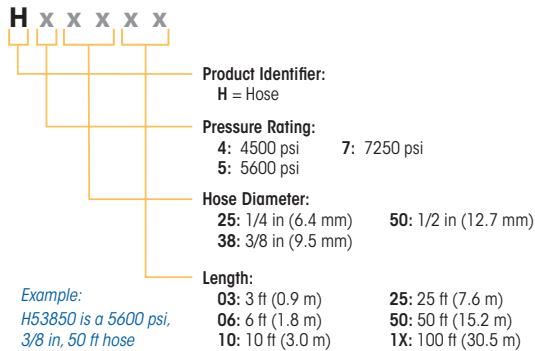 H x x x x x
Product Identifier:
H = Hose
Pressure Rating:
4: 4500 psi 7: 7250 psi
5: 5600 psi
Hose Diameter:
25: 1/4 in (6.4 mm) 50: 1/2 in (12.7 mm)
38: 3/8 in (9.5 mm)
Length:
03: 3 ft (0.9 m) 25: 25 ft (7.6 m)
06: 6 ft (1.8 m) 50: 50 ft (15.2 m)
10: 10 ft (3.0 m) 1X: 100 ft (30.5 m)
Example:
H53850 is a 5600 psi,
3/8 in, 50 ft hose